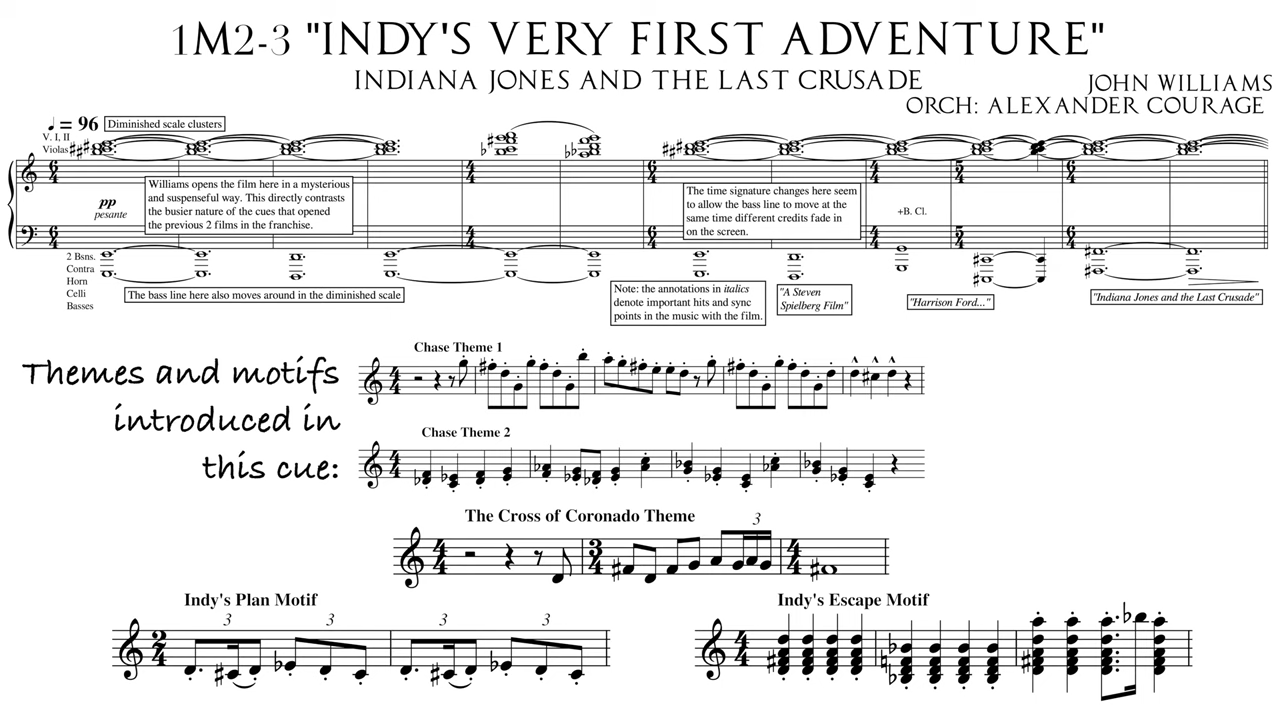 1M2-3 "INDY'S VERY FIRST ADVENTURE"
INDIANA JONES AND THE LAST CRUSADE
JOHN WILLIAMS
ORCH: ALEXANDER COURAGE
♩ = 96
Diminished scale clusters
V. I, II
Violas
Williams opens the film here in a mysterious
and suspenseful way. This directly contrasts
the busier nature of the cues that opened
the previous 2 films in the franchise.
The time signature changes here seem
to allow the bass line to move at the
same time different credits fade in
on the screen.
pp
pesante
+B. Cl.
2 Bsns.
Contra
Horn
Celli
Basses
The bass line here also moves around in the diminished scale
Note: the annotations in italics
denote important hits and sync
points in the music with the film.
"A Steven
Spielberg Film"
"Harrison Ford..."
"Indiana Jones and the Last Crusade"
Themes and motifs
introduced in
this cue:
Chase Theme 1
Chase Theme 2
The Cross of Coronado Theme
3
Indy's Plan Motif
3 3 3 3
Indy's Escape Motif